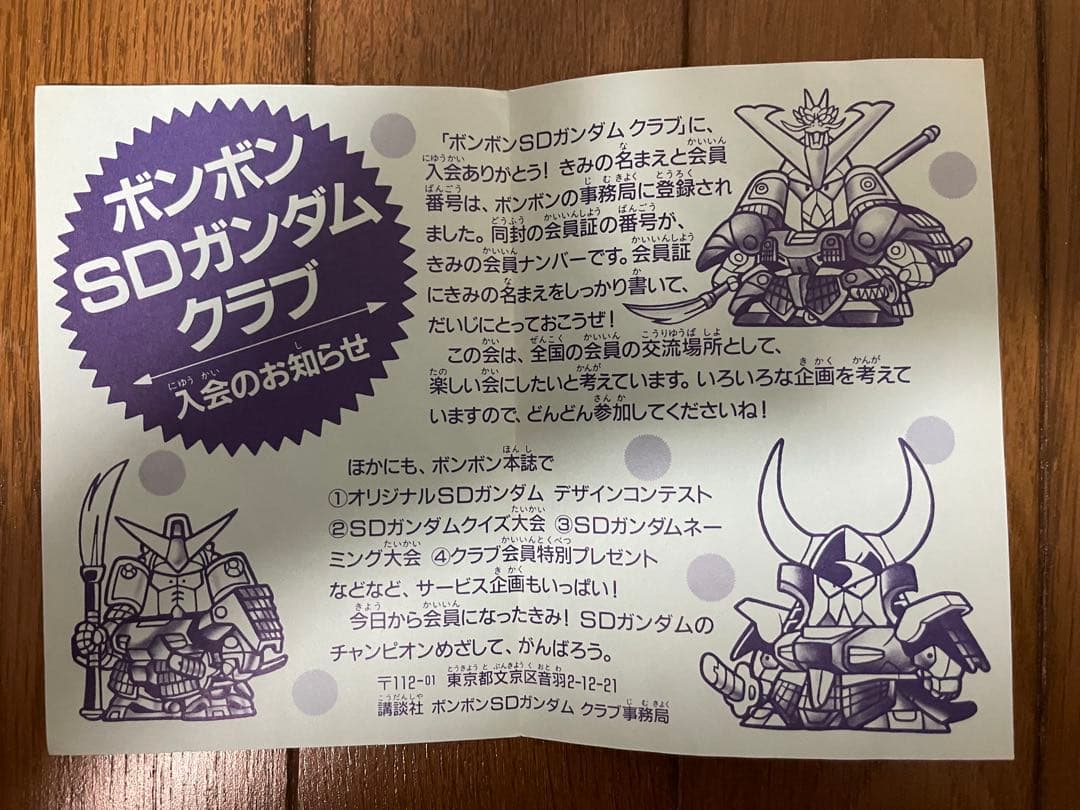 ボンボン
SDガンダム
クラブ
入会のお知らせ
「ボンボンSDガンダム クラブ」に、
入会ありがとう! きみの名まえと会員
番号は、ボンボンの事務局に登録され
ました。同封の会員証の番号が、
きみの会員ナンバーです。会員証
にきみの名まえをしっかり書いて、
だいじにとっておこうぜ!
この会は、全国の会員の交流場所として、
楽しい会にしたいと考えています。いろいろな企画を考えて
いますので、どんどん参加してくださいね!
ほかにも、ボンボン本誌で
①オリジナルSDガンダム デザインコンテスト
②SDガンダムクイズ大会 ③SDガンダムネー
ミング大会 ④クラブ会員特別プレゼント
などなど、サービス企画もいっぱい!
今日から会員になったきみ! SDガンダムの
チャンピオンめざして、がんばろう。
〒112-01 東京都文京区音羽2-12-21
講談社 ボンボンSDガンダム クラブ事務局